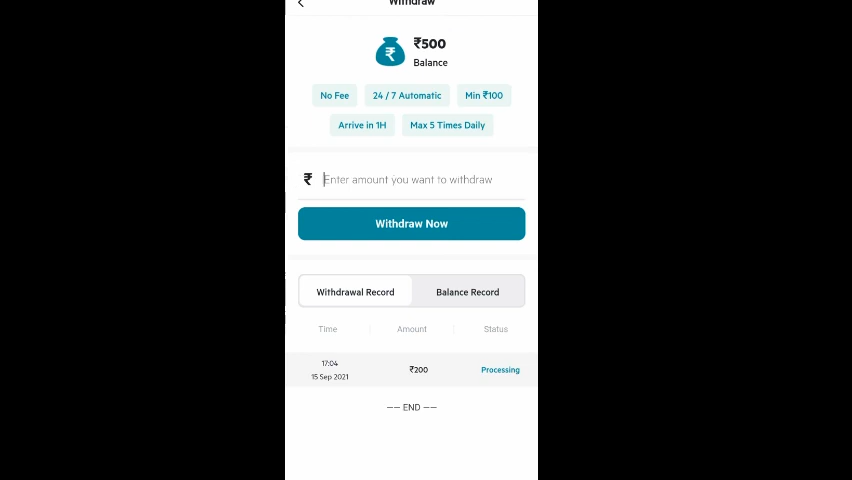 Withdraw
₹500
Balance
No Fee
24 / 7 Automatic
Min ₹100
Arrive in 1H
Max 5 Times Daily
₹ Enter amount you want to withdraw
Withdraw Now
Withdrawal Record
Balance Record
Time
Amount
Status
17:04
15 Sep 2021
₹200
Processing
—— END ——